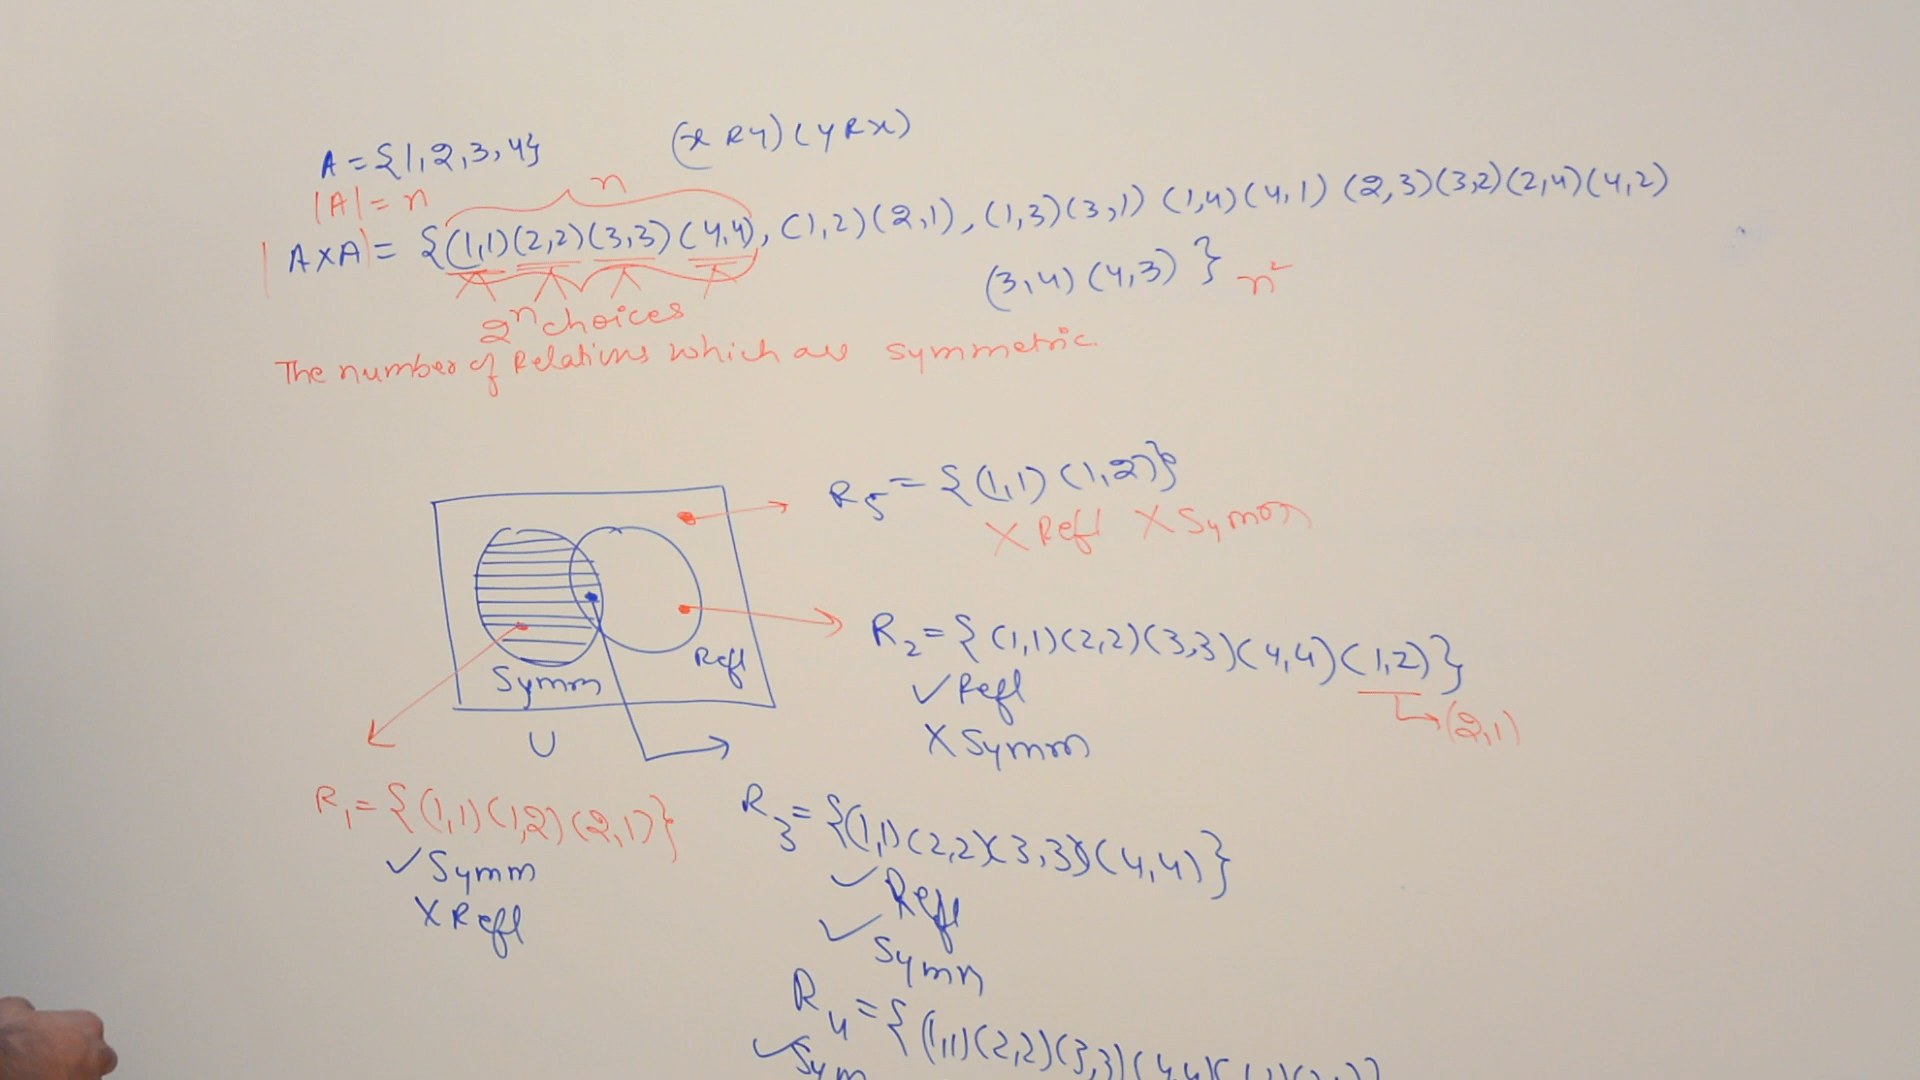 A = {1,2,3,4}
(x R y) (y R x)
|A| = n
n
|A×A| = {(1,1)(2,2)(3,3)(4,4), (1,2)(2,1), (1,3)(3,1) (1,4)(4,1) (2,3)(3,2)(2,4)(4,2)
(3,4)(4,3) } n²
2ⁿ choices
The number of Relations which are symmetric.
R₅ = {(1,1) (1,2)}
X Refl X Symm
R₂ = { (1,1)(2,2)(3,3)(4,4)(1,2)}
✓ Refl
(2,1)
X Symm
Symm
Refl
U
R₁ = {(1,1)(1,2)(2,1)}
✓ Symm
X Refl
R₃ = {(1,1)(2,2)(3,3)(4,4)}
✓ Refl
✓ Symm
R₄ = { (1,1)(2,2)(3,3)(4,4)
✓ Sym